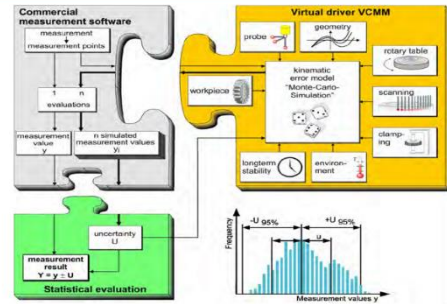 Commercial
measurement software
measurement
measurement points
1 n
evaluations
measurement
value
y
n simulated
measurement values
yi
uncertainty
U
measurement
result
Y = y ± U
Statistical evaluation
Virtual driver VCMM
probe
geometry
rotary table
kinematic
error model
"Monte-Carlo-
Simulation"
workpiece
scanning
clamp-
ing
longterm
stability
environ-
ment
-U 95%
+U 95%
u
Frequency
Measurement values y